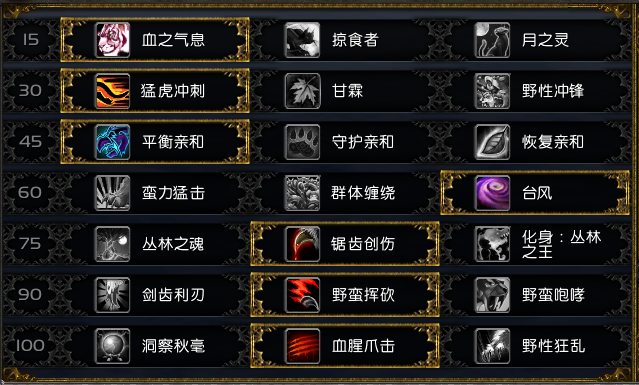 15 血之气息 掠食者 月之灵
30 猛虎冲刺 甘霖 野性冲锋
45 平衡亲和 守护亲和 恢复亲和
60 蛮力猛击 群体缠绕 台风
75 丛林之魂 锯齿创伤 化身：丛林
之王
90 剑齿利刃 野蛮挥砍 野蛮咆哮
100 洞察秋毫 血腥爪击 野性狂乱